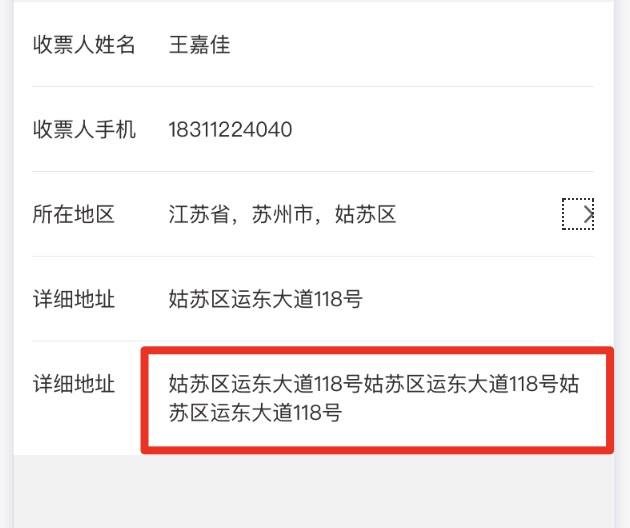 收票人姓名 王嘉佳
收票人手机 18311224040
所在地区 江苏省，苏州市，姑苏区
详细地址 姑苏区运东大道118号
详细地址 姑苏区运东大道118号姑苏区运东大道118号姑
苏区运东大道118号